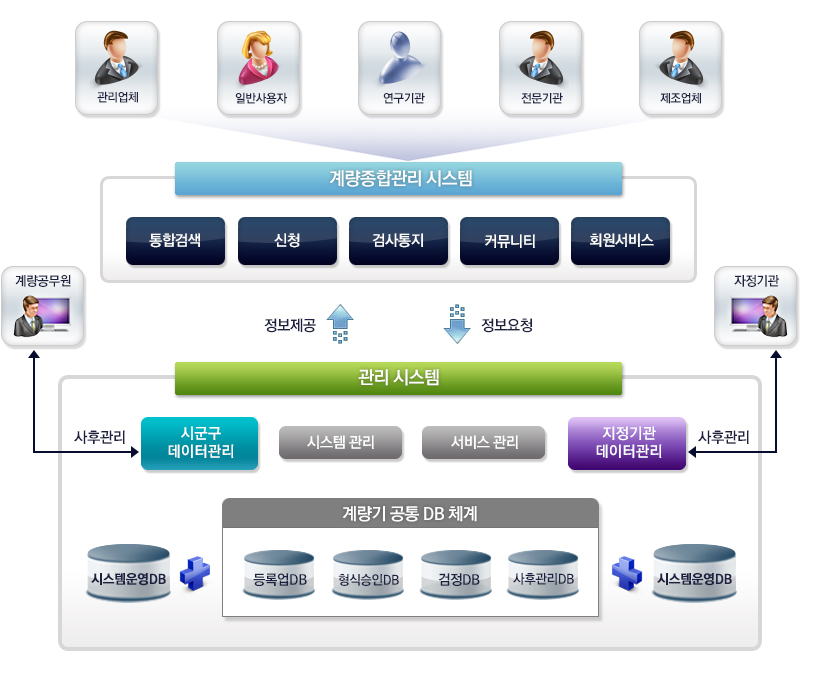 관리업체
일반사용자
연구기관
전문기관
제조업체
계량종합관리 시스템
통합검색
신청
검사통지
커뮤니티
회원서비스
계량공무원
자정기관
정보제공
정보요청
관리 시스템
사후관리
시군구
데이터관리
시스템 관리
서비스 관리
지정기관
데이터관리
사후관리
계량기 공통 DB 체계
시스템운영DB
등록업DB
형식승인DB
검정DB
사후관리DB
시스템운영DB